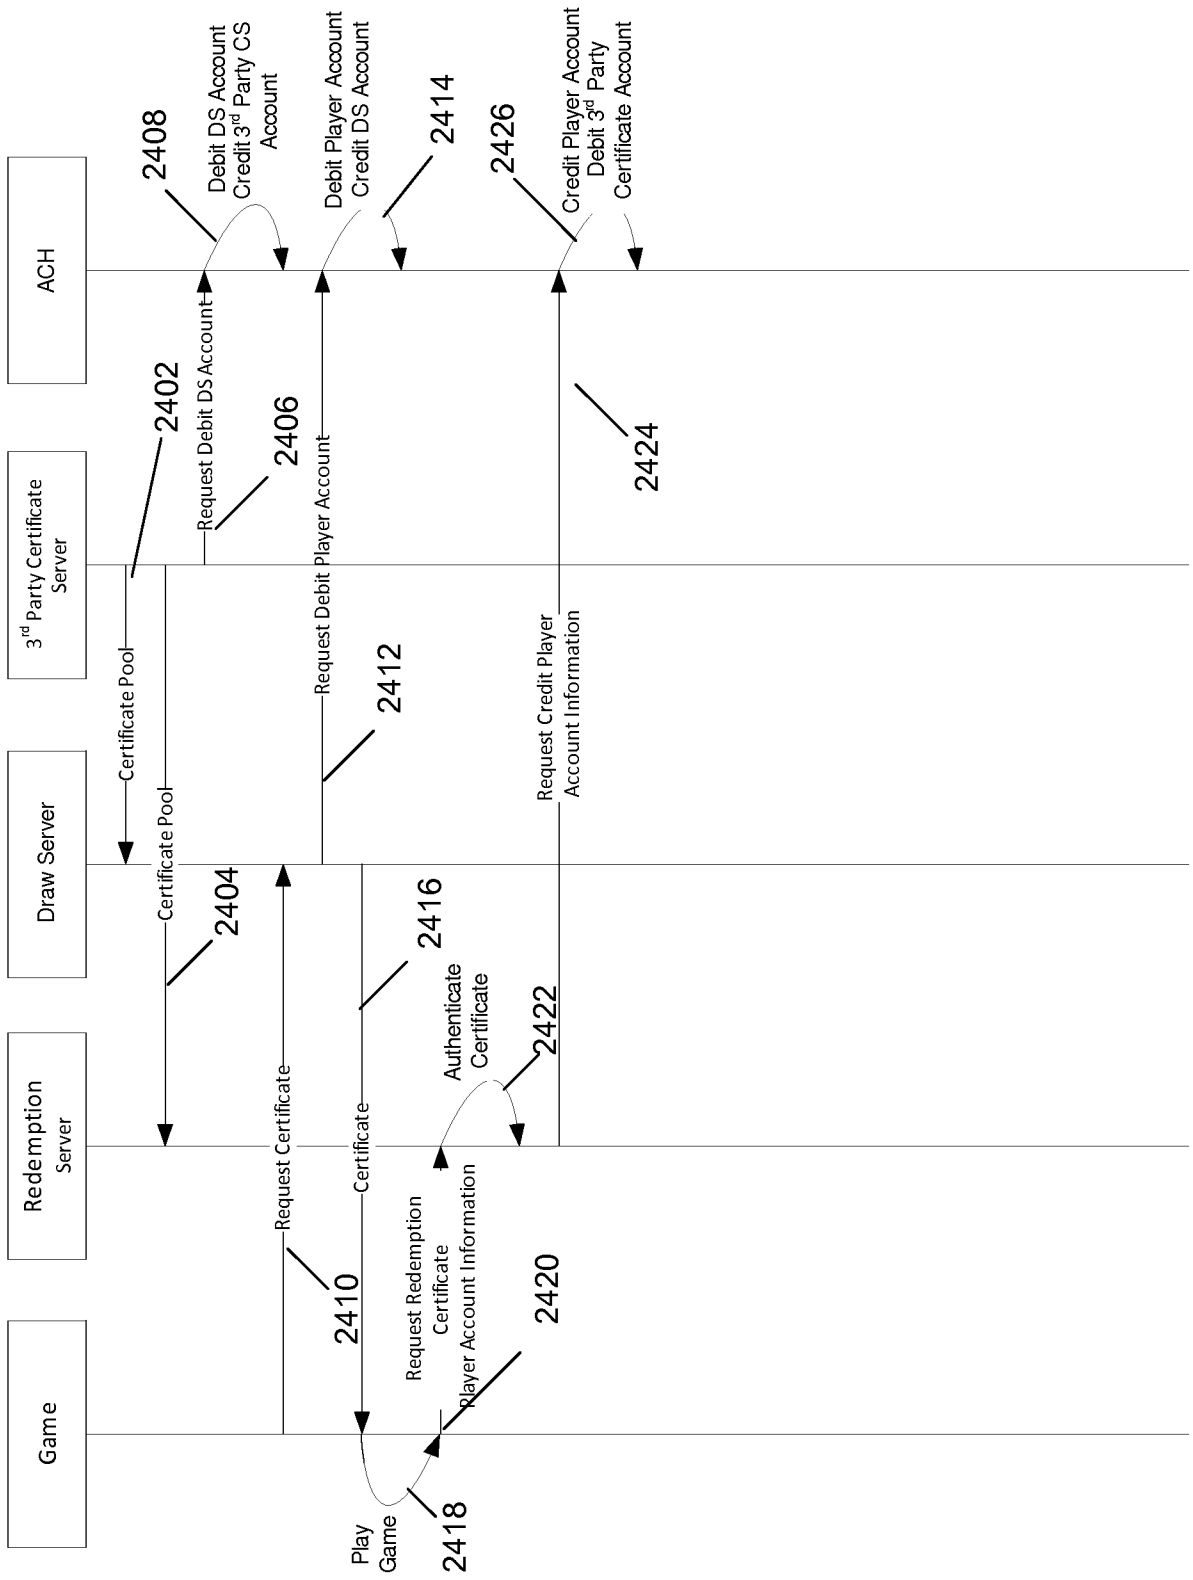 Game
Redemption
Server
Draw Server
3rd Party Certificate
Server
ACH
Certificate Pool
2402
Certificate Pool
2404
Request Debit DS Account
2406
2408
Debit DS Account
Credit 3rd Party CS
Account
Request Certificate
2410
Request Debit Player Account
2412
Debit Player Account
Credit DS Account
2414
Certificate
2416
Play
Game
2418
Request Redemption
Certificate
Player Account Information
2420
Authenticate
Certificate
2422
Request Credit Player
Account Information
2424
Credit Player Account
Debit 3rd Party
Certificate Account
2426